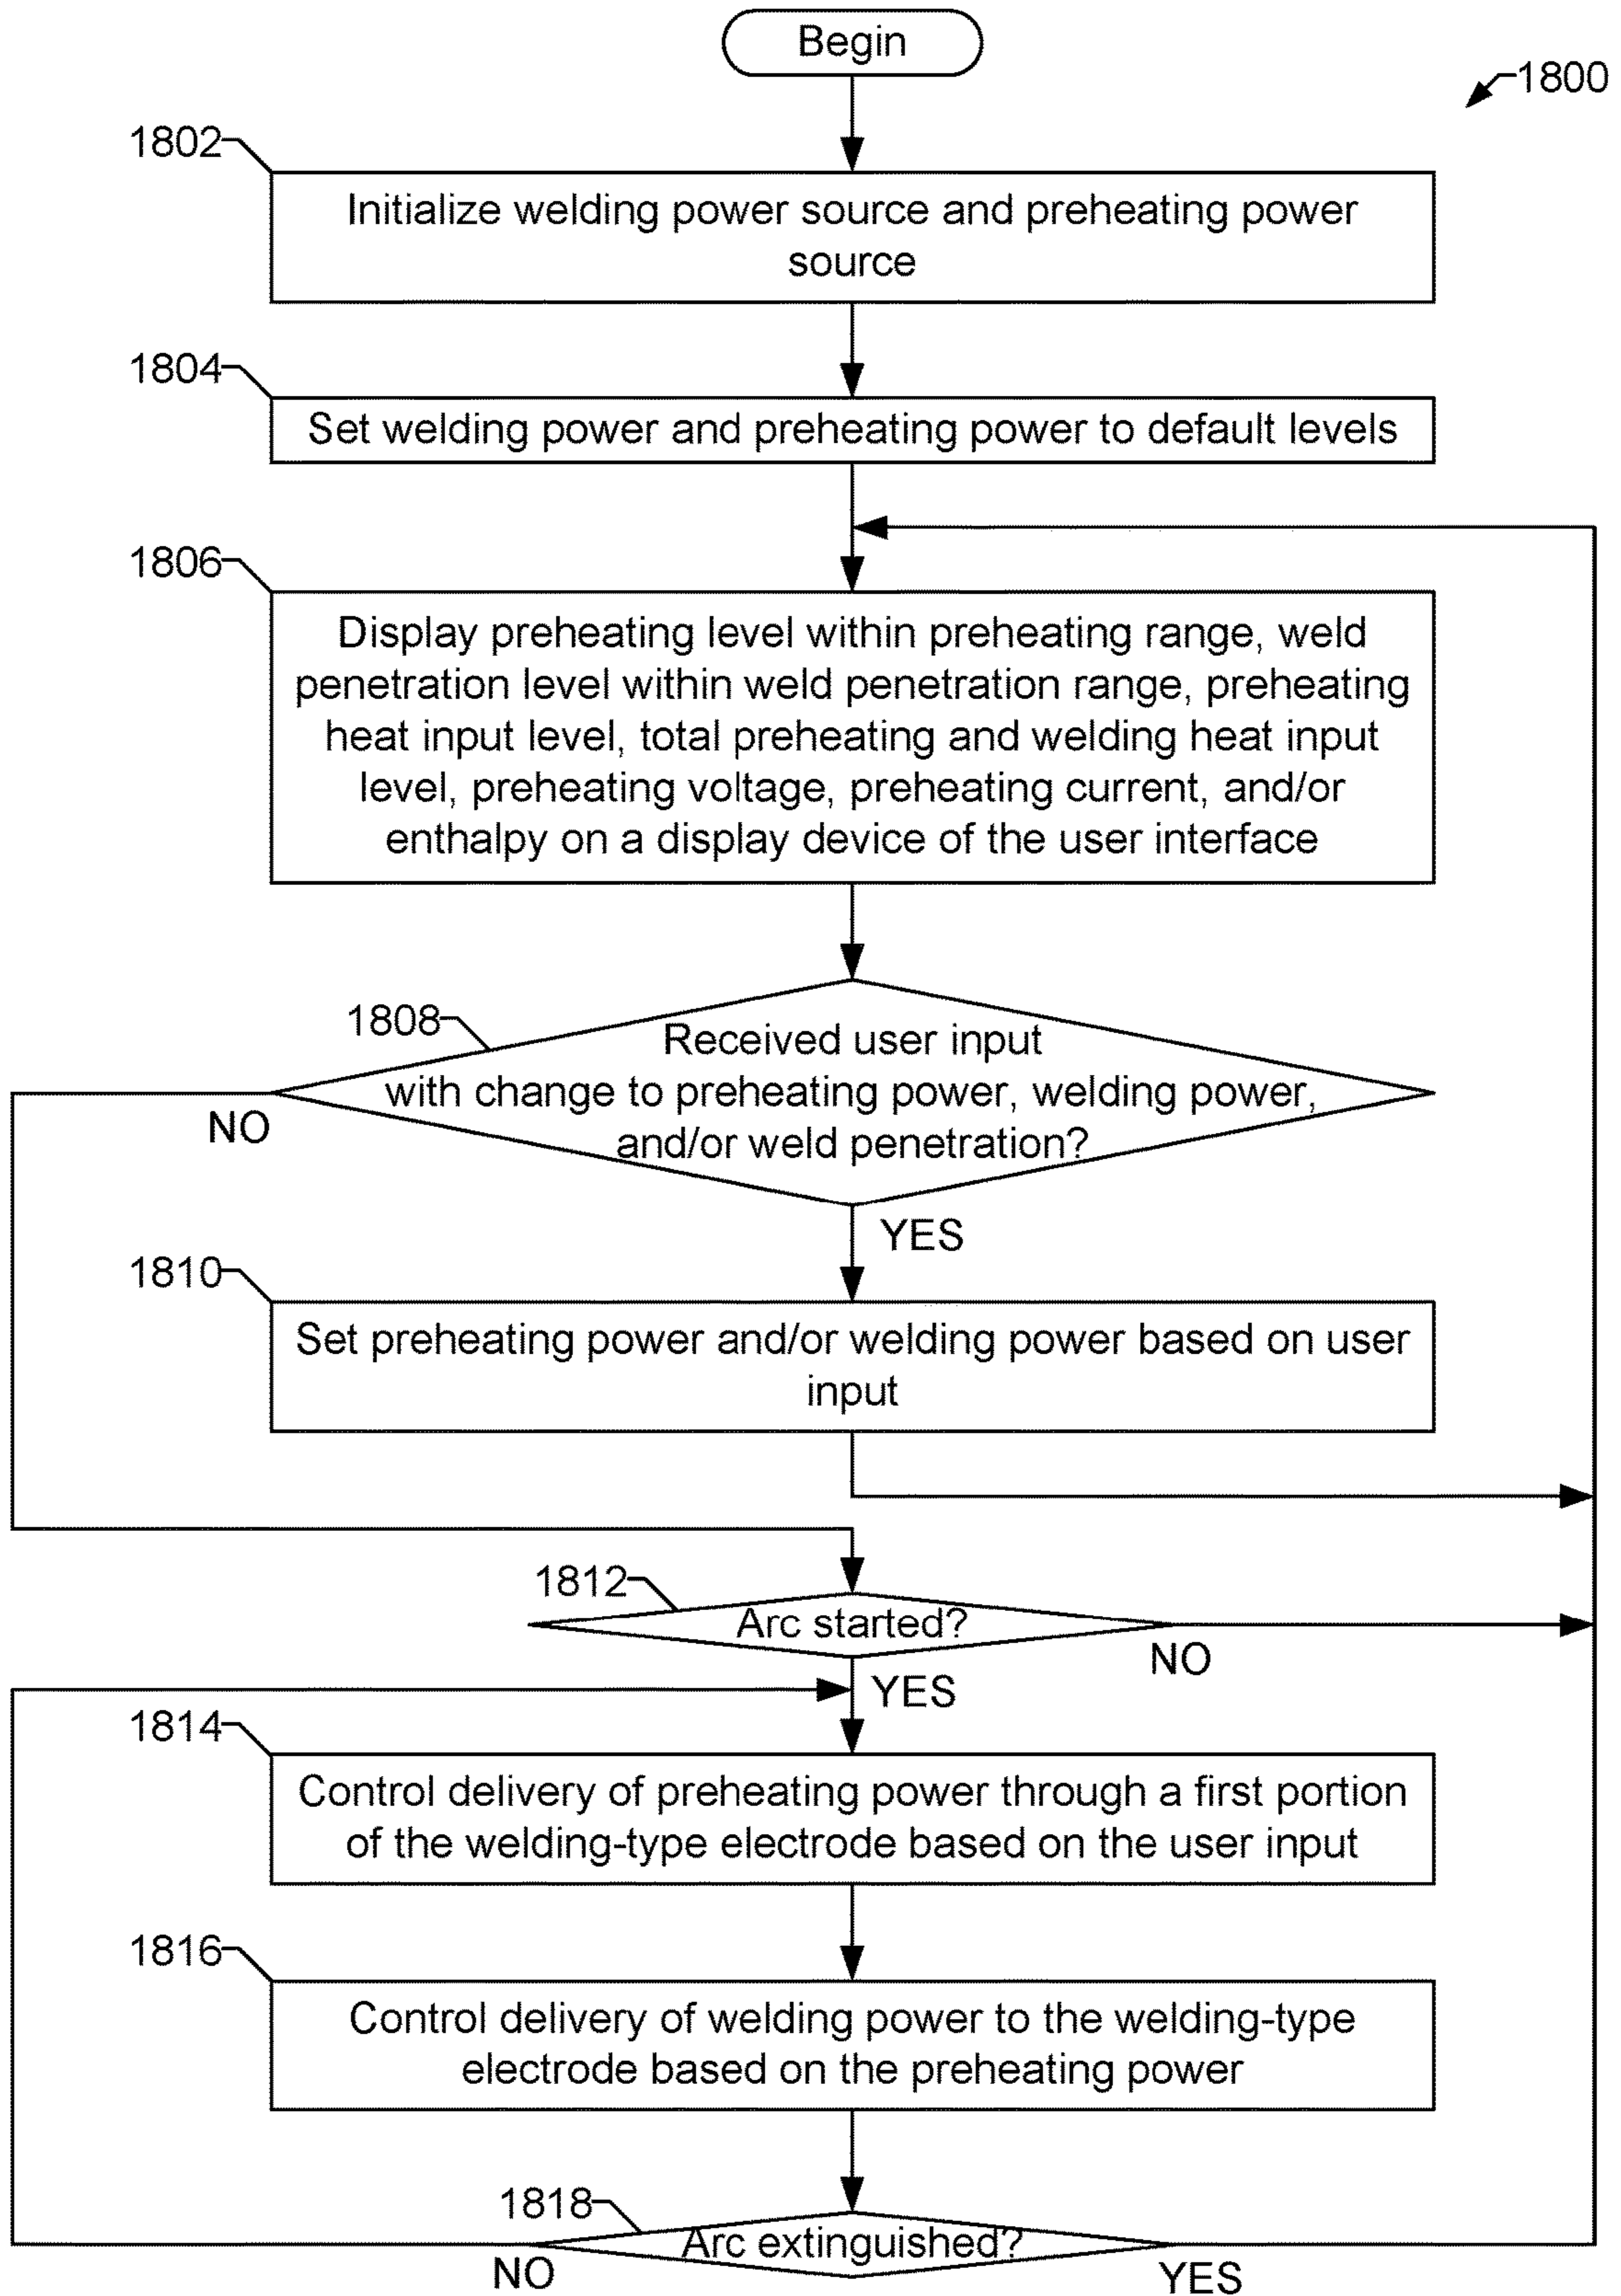 Begin
1800
1802
Initialize welding power source and preheating power
source
1804
Set welding power and preheating power to default levels
1806
Display preheating level within preheating range, weld
penetration level within weld penetration range, preheating
heat input level, total preheating and welding heat input
level, preheating voltage, preheating current, and/or
enthalpy on a display device of the user interface
1808
Received user input
with change to preheating power, welding power,
and/or weld penetration?
NO
YES
1810
Set preheating power and/or welding power based on user
input
1812
Arc started?
NO
YES
1814
Control delivery of preheating power through a first portion
of the welding-type electrode based on the user input
1816
Control delivery of welding power to the welding-type
electrode based on the preheating power
1818
Arc extinguished?
NO
YES